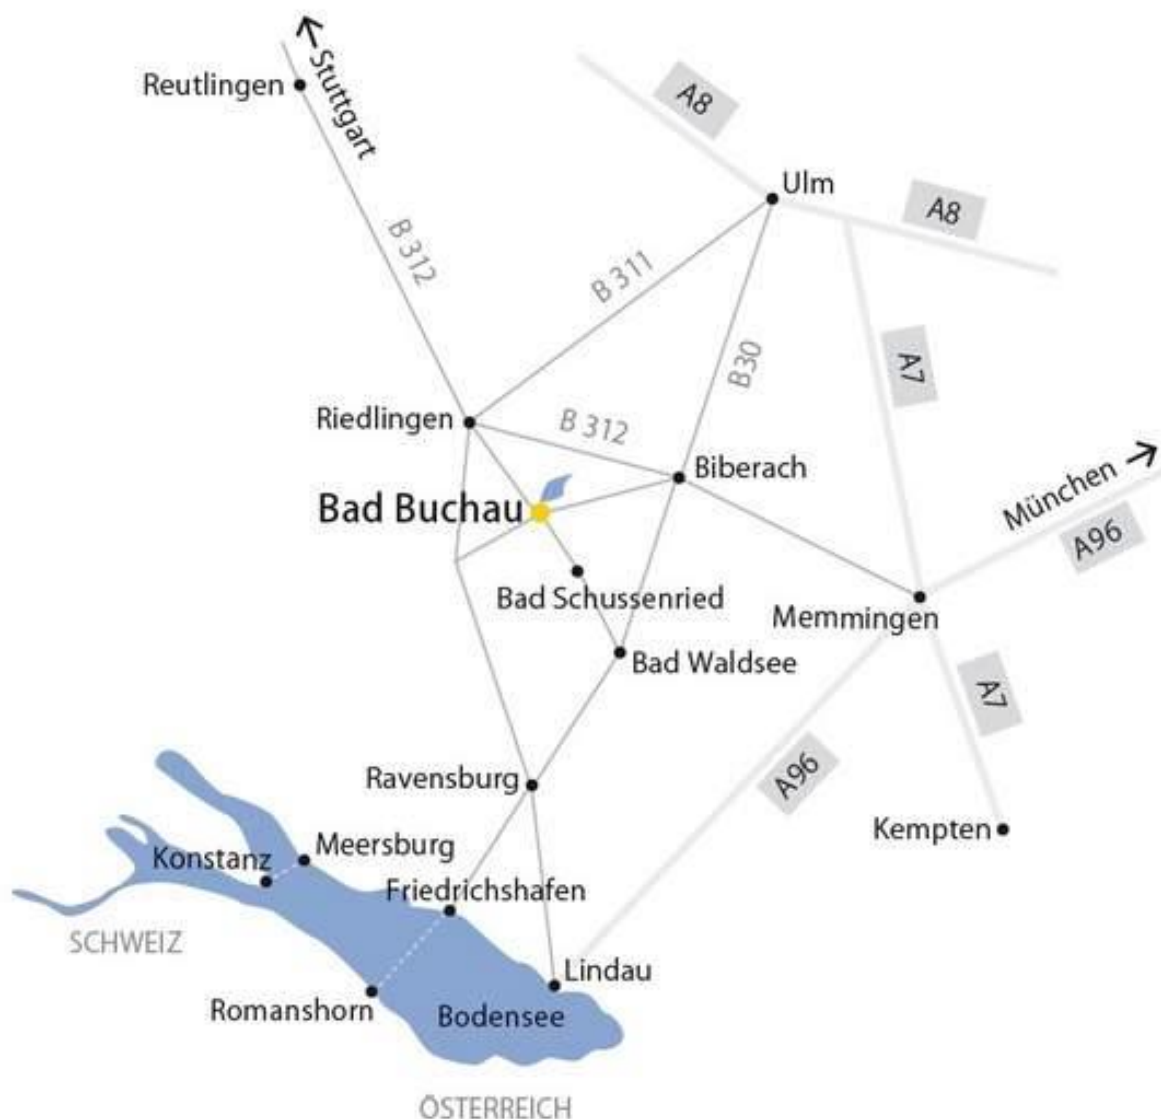 Reutlingen
Stuttgart
A8
Ulm
A8
B 312
B 311
B30
A7
Riedlingen
B 312
Biberach
München
A96
Bad Buchau
Bad Schussenried
Memmingen
Bad Waldsee
A7
A96
Ravensburg
Kempten
Meersburg
Konstanz
Friedrichshafen
SCHWEIZ
Lindau
Romanshorn
Bodensee
ÖSTERREICH